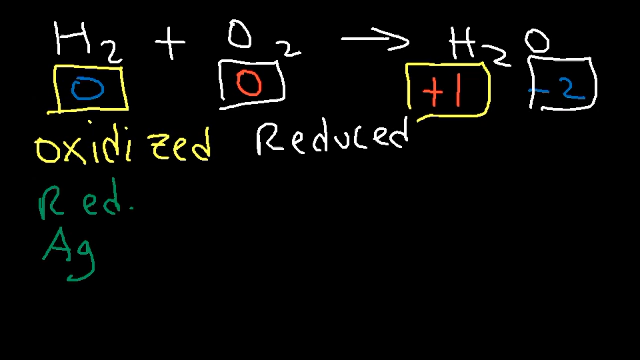 H2 + O2 → H2O
0 0 +1 -2
oxidized Reduced
Red.
Ag